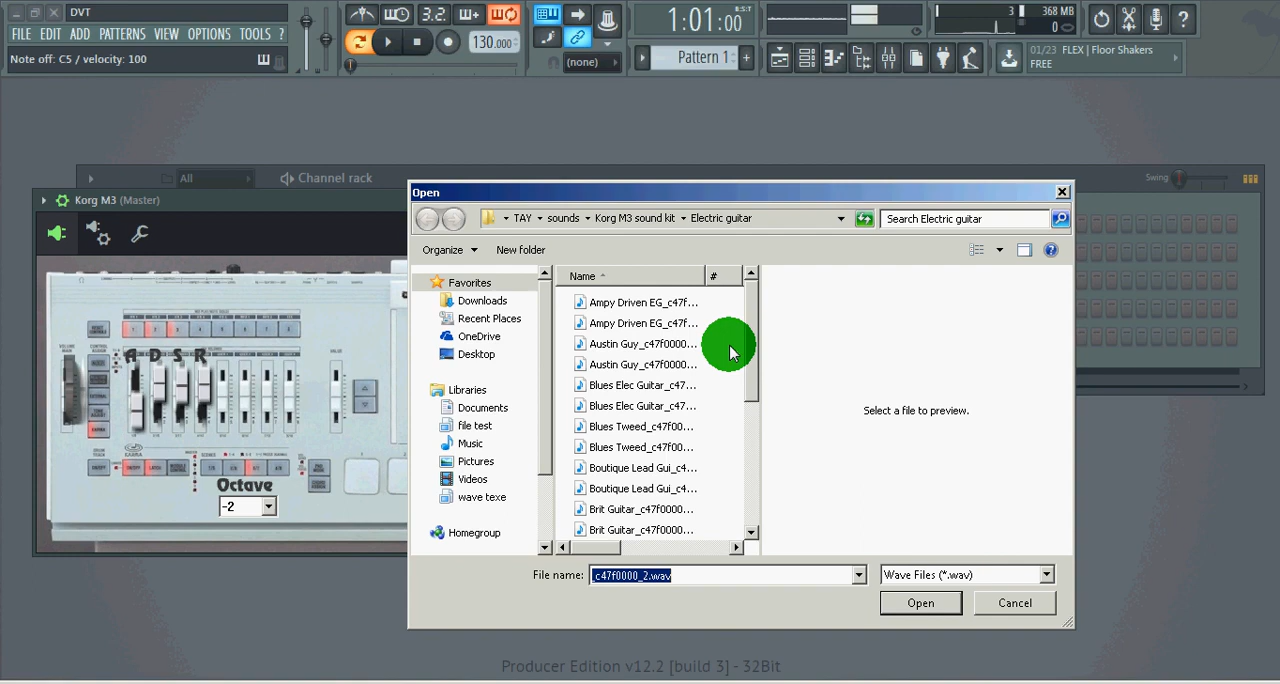 DVT
FILE EDIT ADD PATTERNS VIEW OPTIONS TOOLS ?
Note off: C5 / velocity: 100
3.2.
130.000
(none)
1:01:00
B:S:T
Pattern 1
+
3
368 MB
0
01/23 FLEX | Floor Shakers
FREE
All
Channel rack
Swing
Korg M3 (Master)
A D S R
Octave
-2
Open
TAY sounds Korg M3 sound kit Electric guitar
Search Electric guitar
Organize
New folder
Favorites
Downloads
Recent Places
OneDrive
Desktop
Libraries
Documents
file test
Music
Pictures
Videos
wave texe
Homegroup
Name
#
Ampy Driven EG_c47f...
Ampy Driven EG_c47f...
Austin Guy_c47f0000...
Austin Guy_c47f0000...
Blues Elec Guitar_c47...
Blues Elec Guitar_c47...
Blues Tweed_c47f00...
Blues Tweed_c47f00...
Boutique Lead Gui_c4...
Boutique Lead Gui_c4...
Brit Guitar_c47f0000...
Brit Guitar_c47f0000...
Select a file to preview.
File name:
_c47f0000_2.wav
Wave Files (*.wav)
Open
Cancel
Producer Edition v12.2 [build 3] - 32Bit